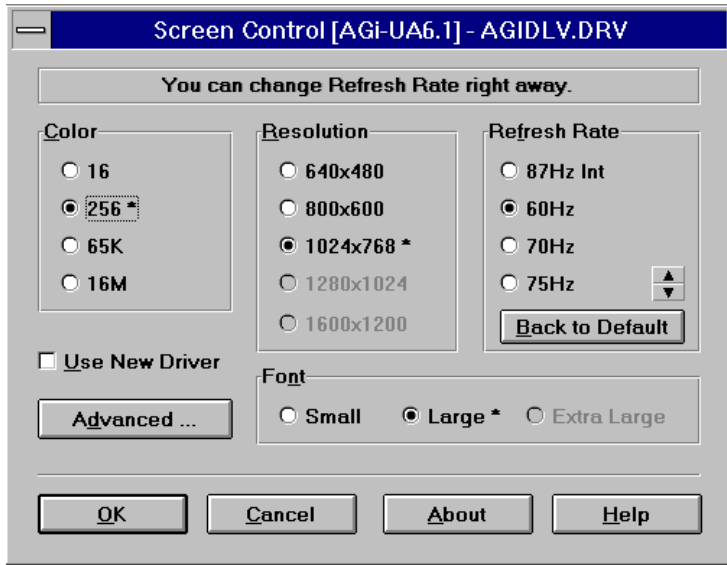 Screen Control [AGi-UA6.1] - AGIDLV.DRV
You can change Refresh Rate right away.
Color
16
256 *
65K
16M
Resolution
640x480
800x600
1024x768 *
1280x1024
1600x1200
Refresh Rate
87Hz Int
60Hz
70Hz
75Hz
Back to Default
Use New Driver
Advanced ...
Font
Small Large * Extra Large
OK Cancel About Help